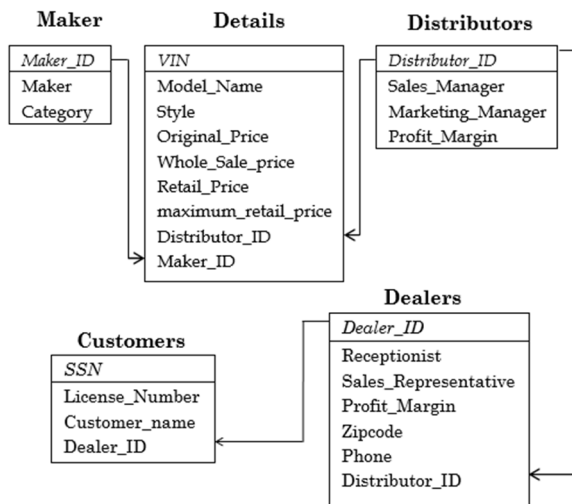 Maker
Maker_ID
Maker
Category
Details
VIN
Model_Name
Style
Original_Price
Whole_Sale_price
Retail_Price
maximum_retail_price
Distributor_ID
Maker_ID
Distributors
Distributor_ID
Sales_Manager
Marketing_Manager
Profit_Margin
Customers
SSN
License_Number
Customer_name
Dealer_ID
Dealers
Dealer_ID
Receptionist
Sales_Representative
Profit_Margin
Zipcode
Phone
Distributor_ID